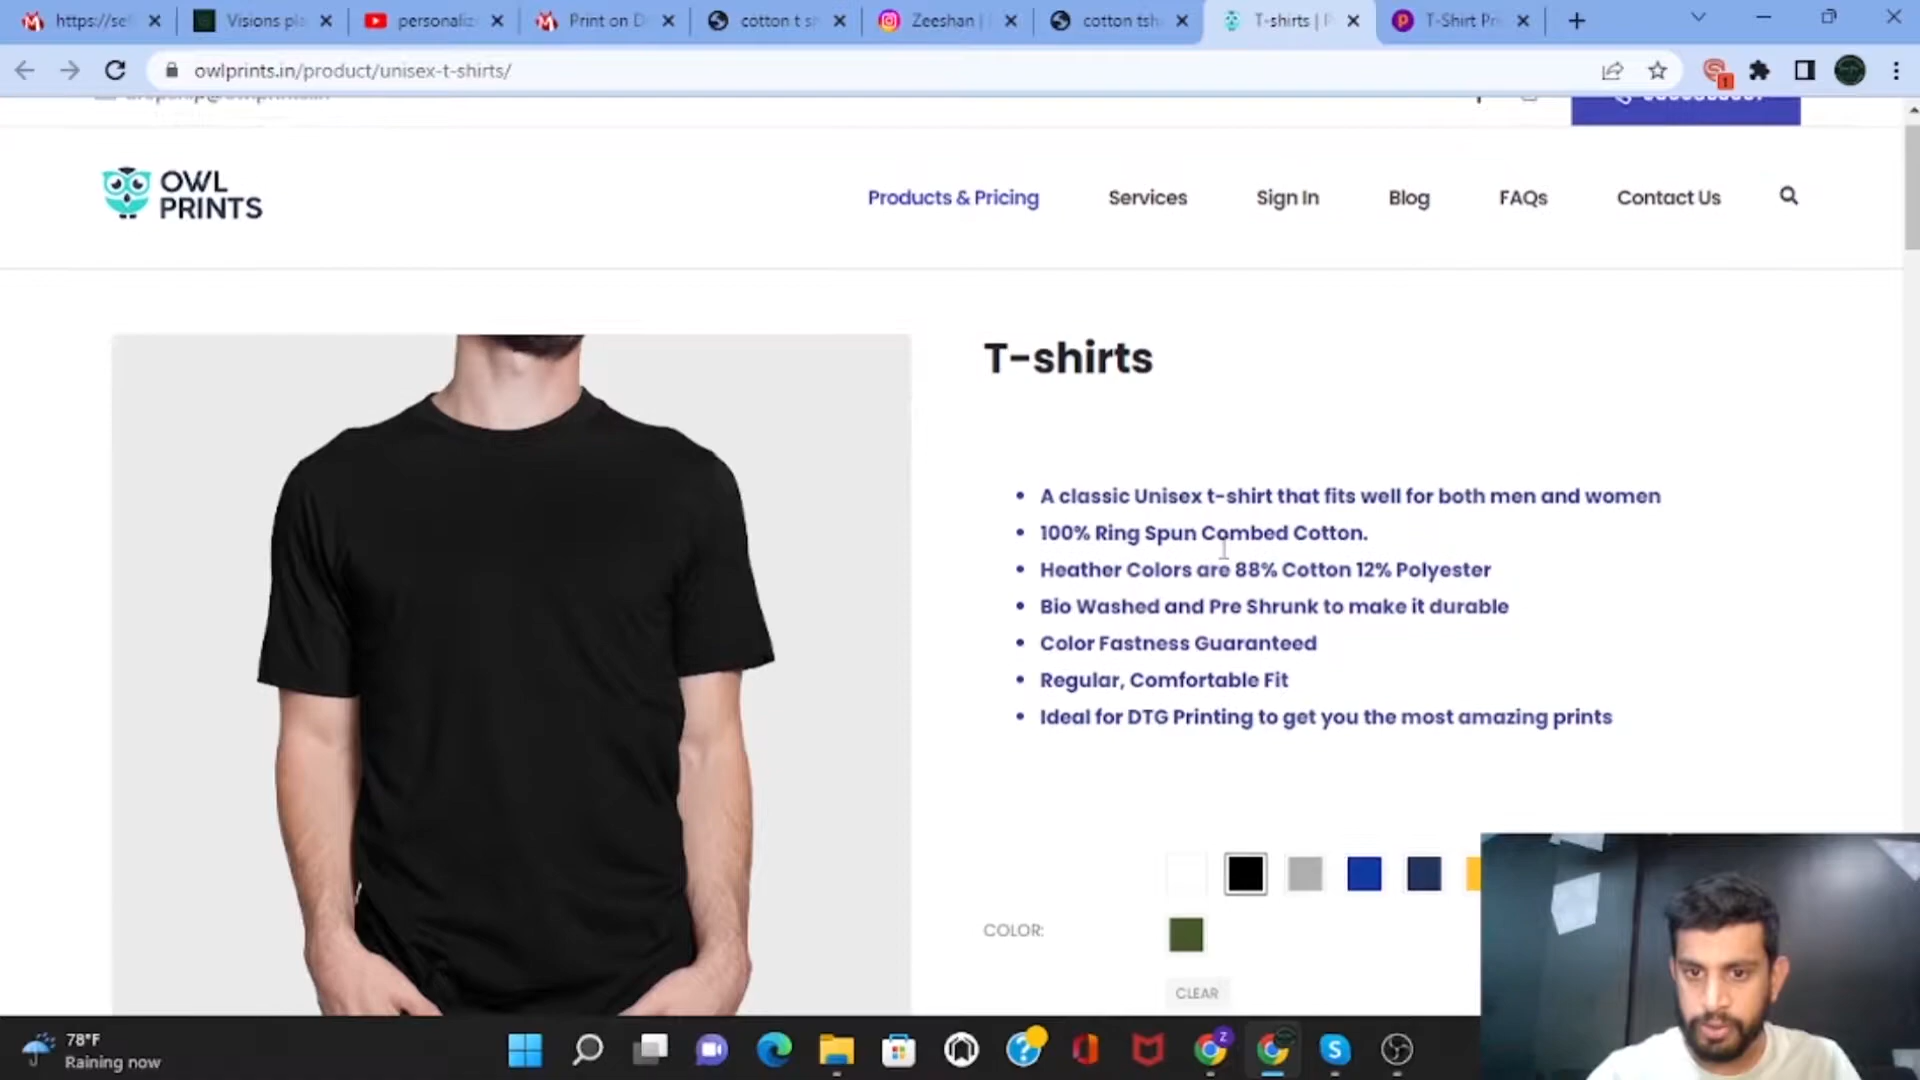 https://sel
Visions pl
personaliz
Print on D
cotton t s
Zeeshan |
cotton tsh
T-shirts | P
T-Shirt Pri
owlprints.in/product/unisex-t-shirts/
1
OWL
PRINTS
Products & Pricing
Services
Sign In
Blog
FAQs
Contact Us
T-shirts
• A classic Unisex t-shirt that fits well for both men and women
• 100% Ring Spun Combed Cotton.
• Heather Colors are 88% Cotton 12% Polyester
• Bio Washed and Pre Shrunk to make it durable
• Color Fastness Guaranteed
• Regular, Comfortable Fit
• Ideal for DTG Printing to get you the most amazing prints
COLOR:
CLEAR
78°F
Raining now